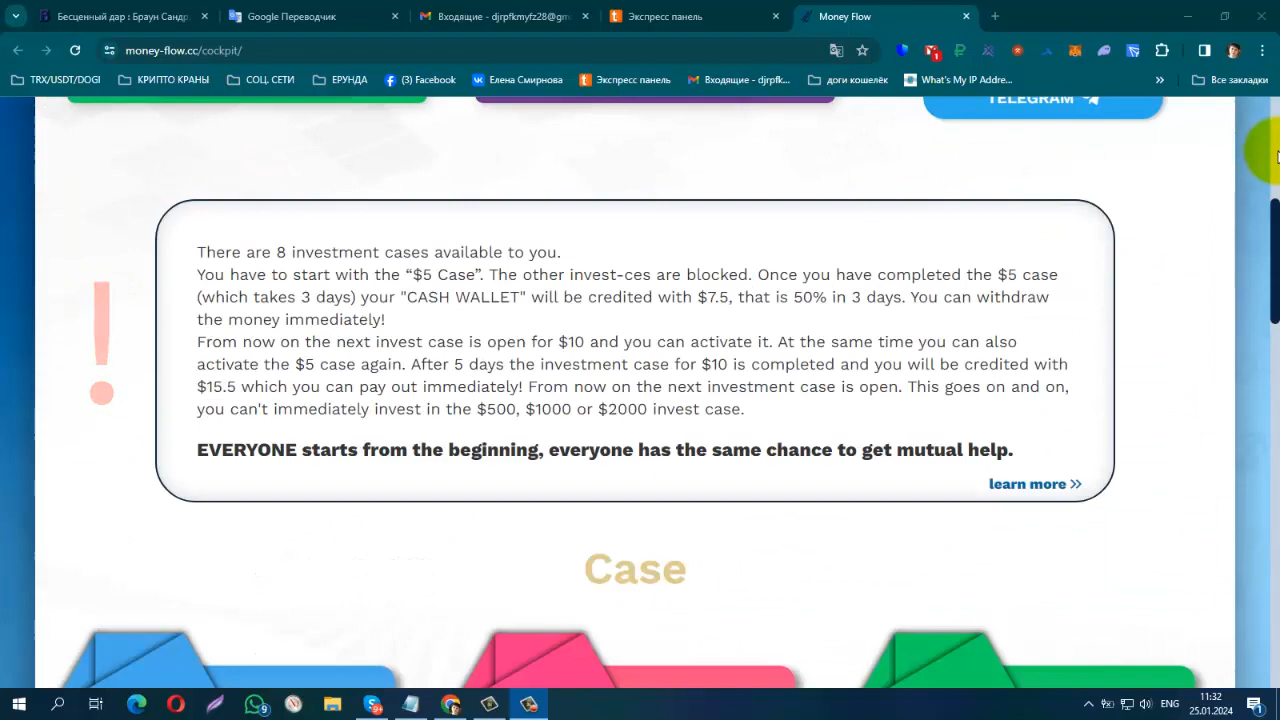 Бесценный дар : Браун Сандр
Google Переводчик
Входящие - djrpfkmyfz28@gm
Экспресс панель
Money Flow
money-flow.cc/cockpit/
1
TRX/USDT/DOGI
КРИПТО КРАНЫ
СОЦ. СЕТИ
ЕРУНДА
(3) Facebook
Елена Смирнова
Экспресс панель
Входящие - djrpfk...
доги кошелёк
What's My IP Addre...
Все закладки
TELEGRAM
There are 8 investment cases available to you.
You have to start with the “$5 Case”. The other invest-ces are blocked. Once you have completed the $5 case
(which takes 3 days) your "CASH WALLET" will be credited with $7.5, that is 50% in 3 days. You can withdraw
the money immediately!
From now on the next invest case is open for $10 and you can activate it. At the same time you can also
activate the $5 case again. After 5 days the investment case for $10 is completed and you will be credited with
$15.5 which you can pay out immediately! From now on the next investment case is open. This goes on and on,
you can't immediately invest in the $500, $1000 or $2000 invest case.
EVERYONE starts from the beginning, everyone has the same chance to get mutual help.
learn more »
!
Case
9
ENG
11:32
25.01.2024
1